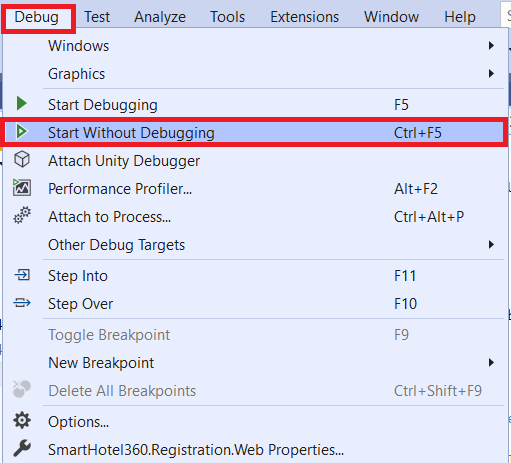 Debug Test Analyze Tools Extensions Window Help
Windows
Graphics
Start Debugging F5
Start Without Debugging Ctrl+F5
Attach Unity Debugger
Performance Profiler... Alt+F2
Attach to Process... Ctrl+Alt+P
Other Debug Targets
Step Into F11
Step Over F10
Toggle Breakpoint F9
New Breakpoint
Delete All Breakpoints Ctrl+Shift+F9
Options...
SmartHotel360.Registration.Web Properties...